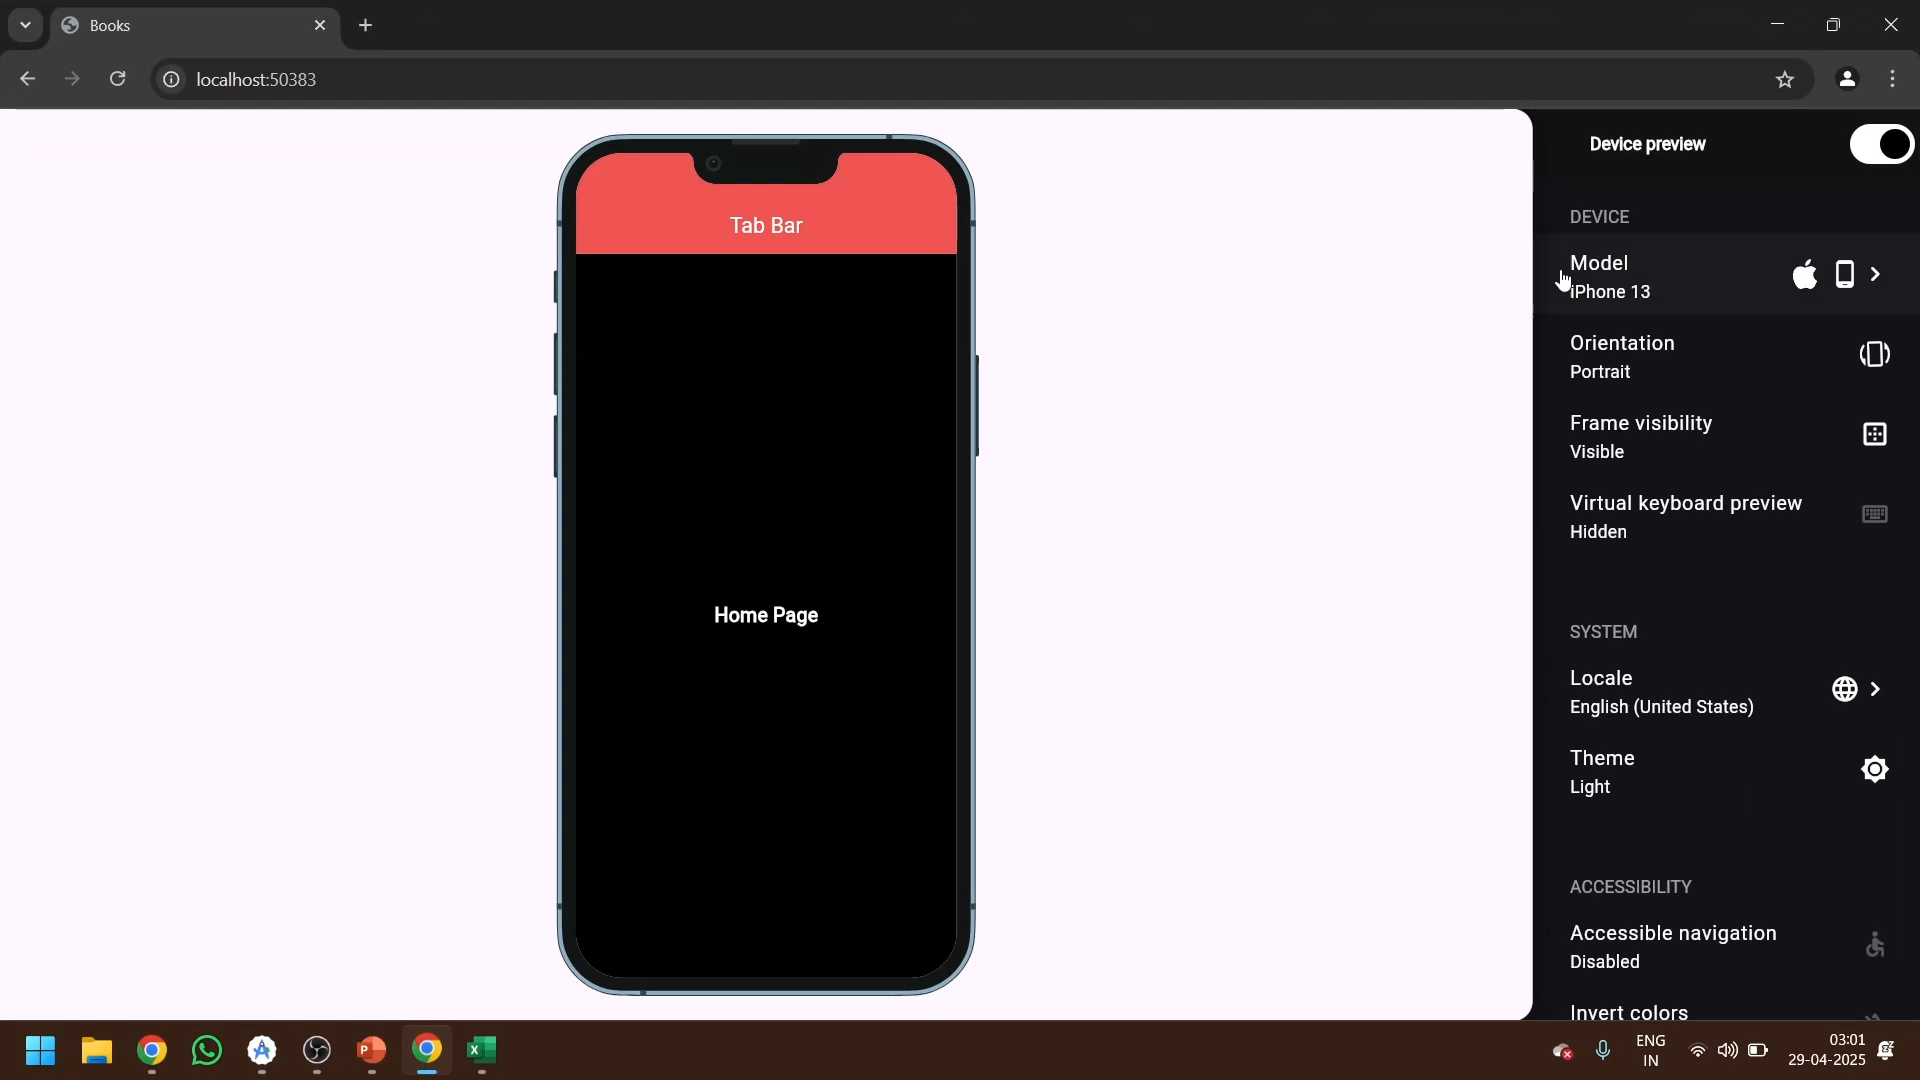 Books
localhost:50383
Device preview
Tab Bar
Home Page
DEVICE
Model
iPhone 13
Orientation
Portrait
Frame visibility
Visible
Virtual keyboard preview
Hidden
SYSTEM
Locale
English (United States)
Theme
Light
ACCESSIBILITY
Accessible navigation
Disabled
Invert colors
ENG
IN
03:01
29-04-2025